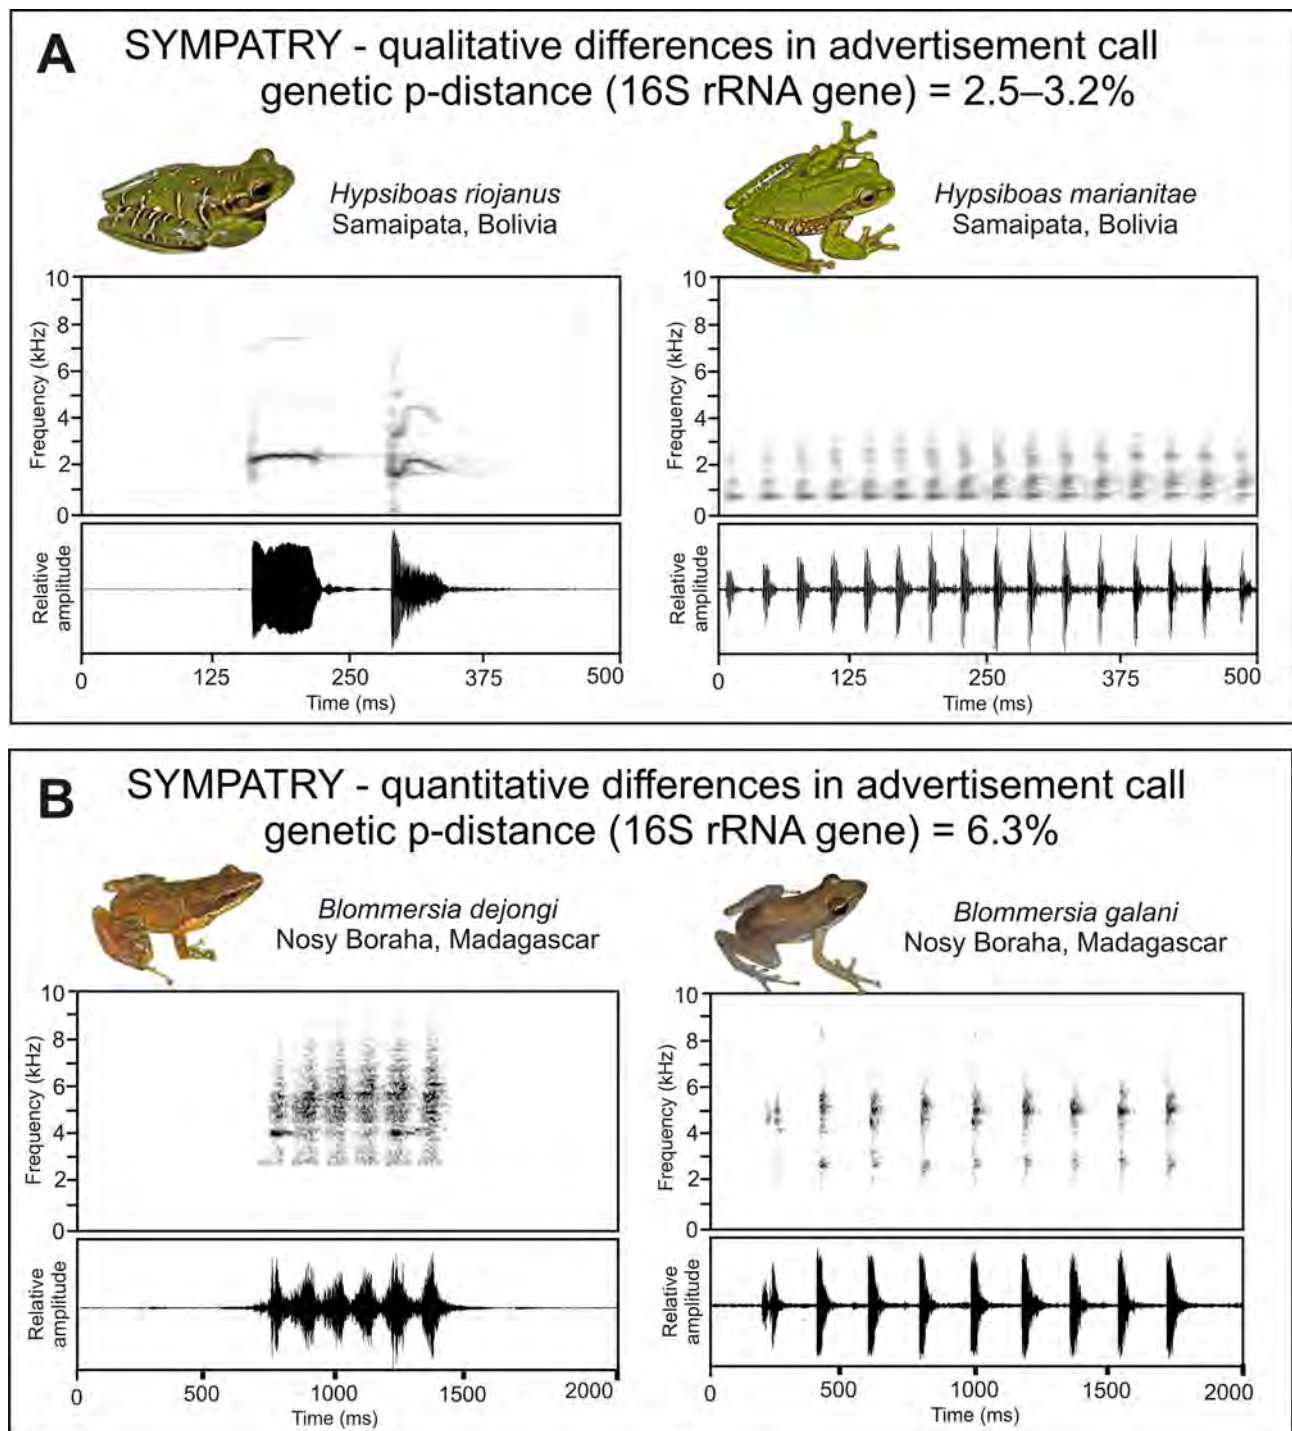 A
SYMPATRY - qualitative differences in advertisement call
genetic p-distance (16S rRNA gene) = 2.5–3.2%
Hypsiboas riojanus
Samaipata, Bolivia
Hypsiboas marianitae
Samaipata, Bolivia
10
8
6
4
2
0
Frequency (kHz)
Relative
amplitude
0
125
250
375
500
Time (ms)
10
8
6
4
2
0
Frequency (kHz)
Relative
amplitude
0
125
250
375
500
Time (ms)
B
SYMPATRY - quantitative differences in advertisement call
genetic p-distance (16S rRNA gene) = 6.3%
Blommersia dejongi
Nosy Boraha, Madagascar
Blommersia galani
Nosy Boraha, Madagascar
10
8
6
4
2
0
Frequency (kHz)
Relative
amplitude
0
500
1000
1500
2000
Time (ms)
10
8
6
4
2
0
Frequency (kHz)
Relative
amplitude
0
500
1000
1500
2000
Time (ms)